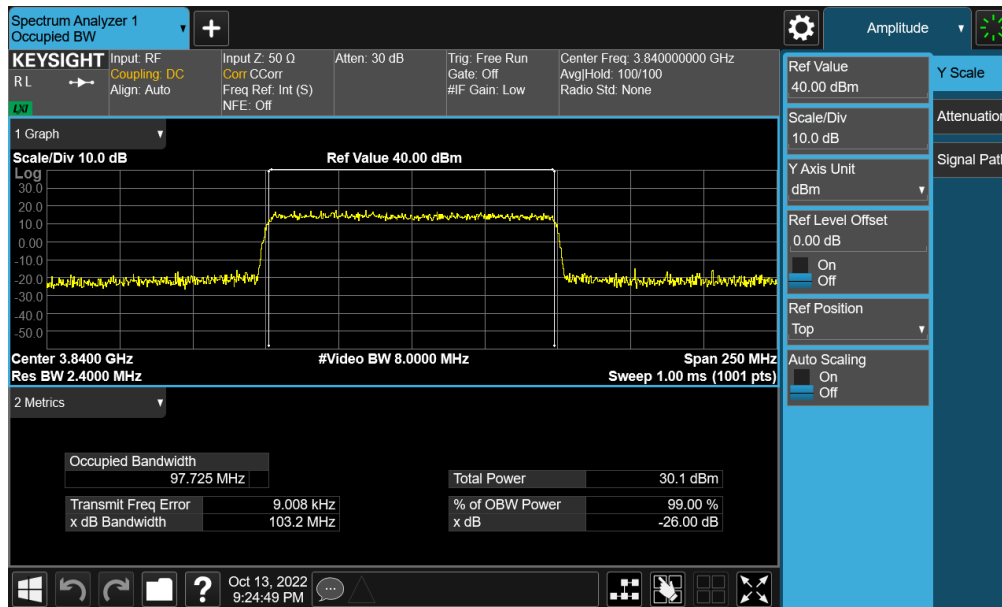 Spectrum Analyzer 1
Occupied BW
+
Amplitude
KEYSIGHT
RL
LXI
Input: RF
Coupling: DC
Align: Auto
Input Z: 50 Ω
Corr CCorr
Freq Ref: Int (S)
NFE: Off
Atten: 30 dB
Trig: Free Run
Gate: Off
#IF Gain: Low
Center Freq: 3.840000000 GHz
Avg|Hold: 100/100
Radio Std: None
1 Graph
Scale/Div 10.0 dB
Ref Value 40.00 dBm
Log
30.0
20.0
10.0
0.00
-10.0
-20.0
-30.0
-40.0
-50.0
Center 3.8400 GHz
#Video BW 8.0000 MHz
Span 250 MHz
Res BW 2.4000 MHz
Sweep 1.00 ms (1001 pts)
2 Metrics
Occupied Bandwidth
97.725 MHz
Transmit Freq Error
9.008 kHz
x dB Bandwidth
103.2 MHz
Total Power
30.1 dBm
% of OBW Power
99.00 %
x dB
-26.00 dB
?
Oct 13, 2022
9:24:49 PM
Ref Value
40.00 dBm
Scale/Div
10.0 dB
Y Axis Unit
dBm
Ref Level Offset
0.00 dB
On
Off
Ref Position
Top
Auto Scaling
On
Off
Y Scale
Attenuation
Signal Pat